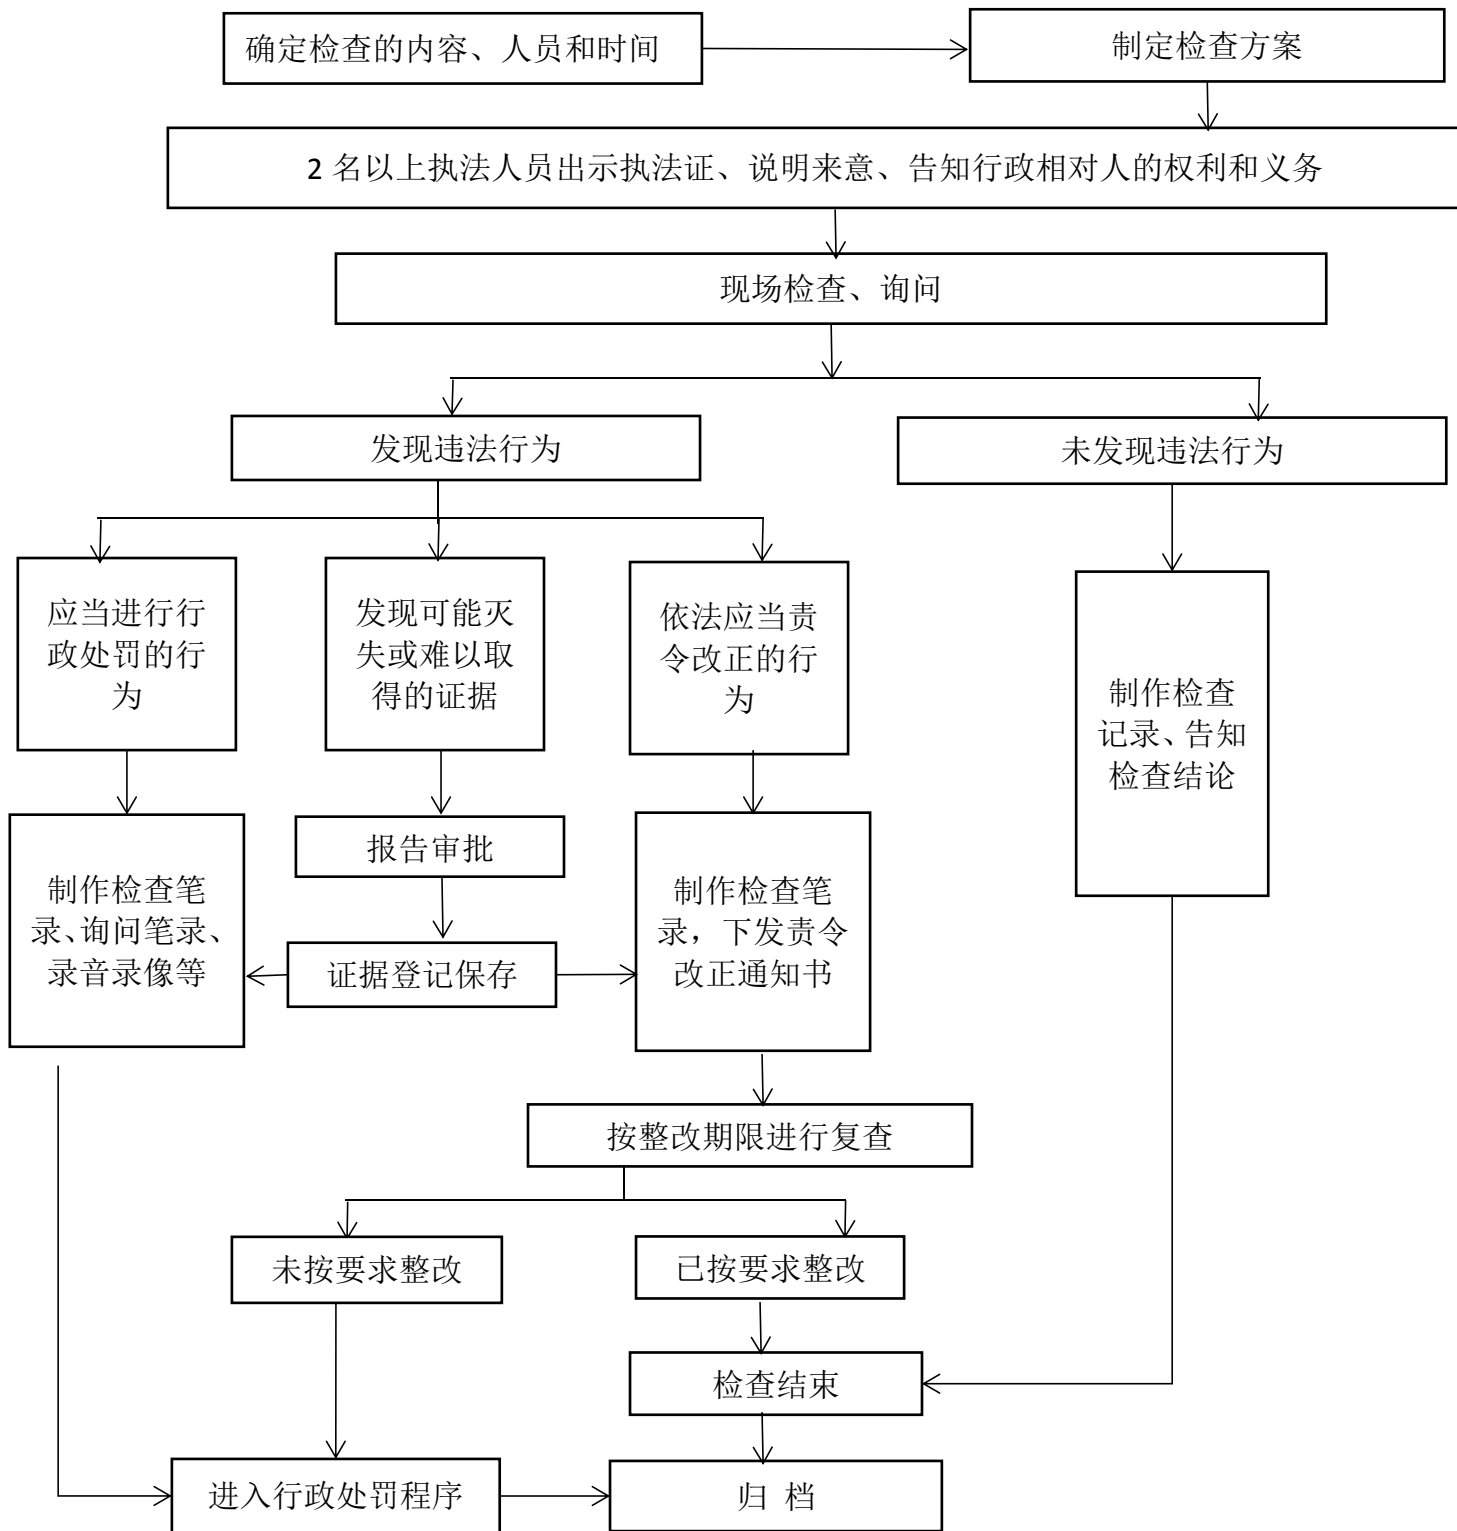 确定检查的内容、人员和时间
制定检查方案
2 名以上执法人员出示执法证、说明来意、告知行政相对人的权利和义务
现场检查、询问
发现违法行为
未发现违法行为
应当进行行
政处罚的行
为
发现可能灭
失或难以取
得的证据
依法应当责
令改正的行
为
制作检查
记录、告知
检查结论
报告审批
制作检查笔
录、询问笔录、
录音录像等
证据登记保存
制作检查笔
录，下发责令
改正通知书
按整改期限进行复查
未按要求整改
已按要求整改
检查结束
进入行政处罚程序
归 档